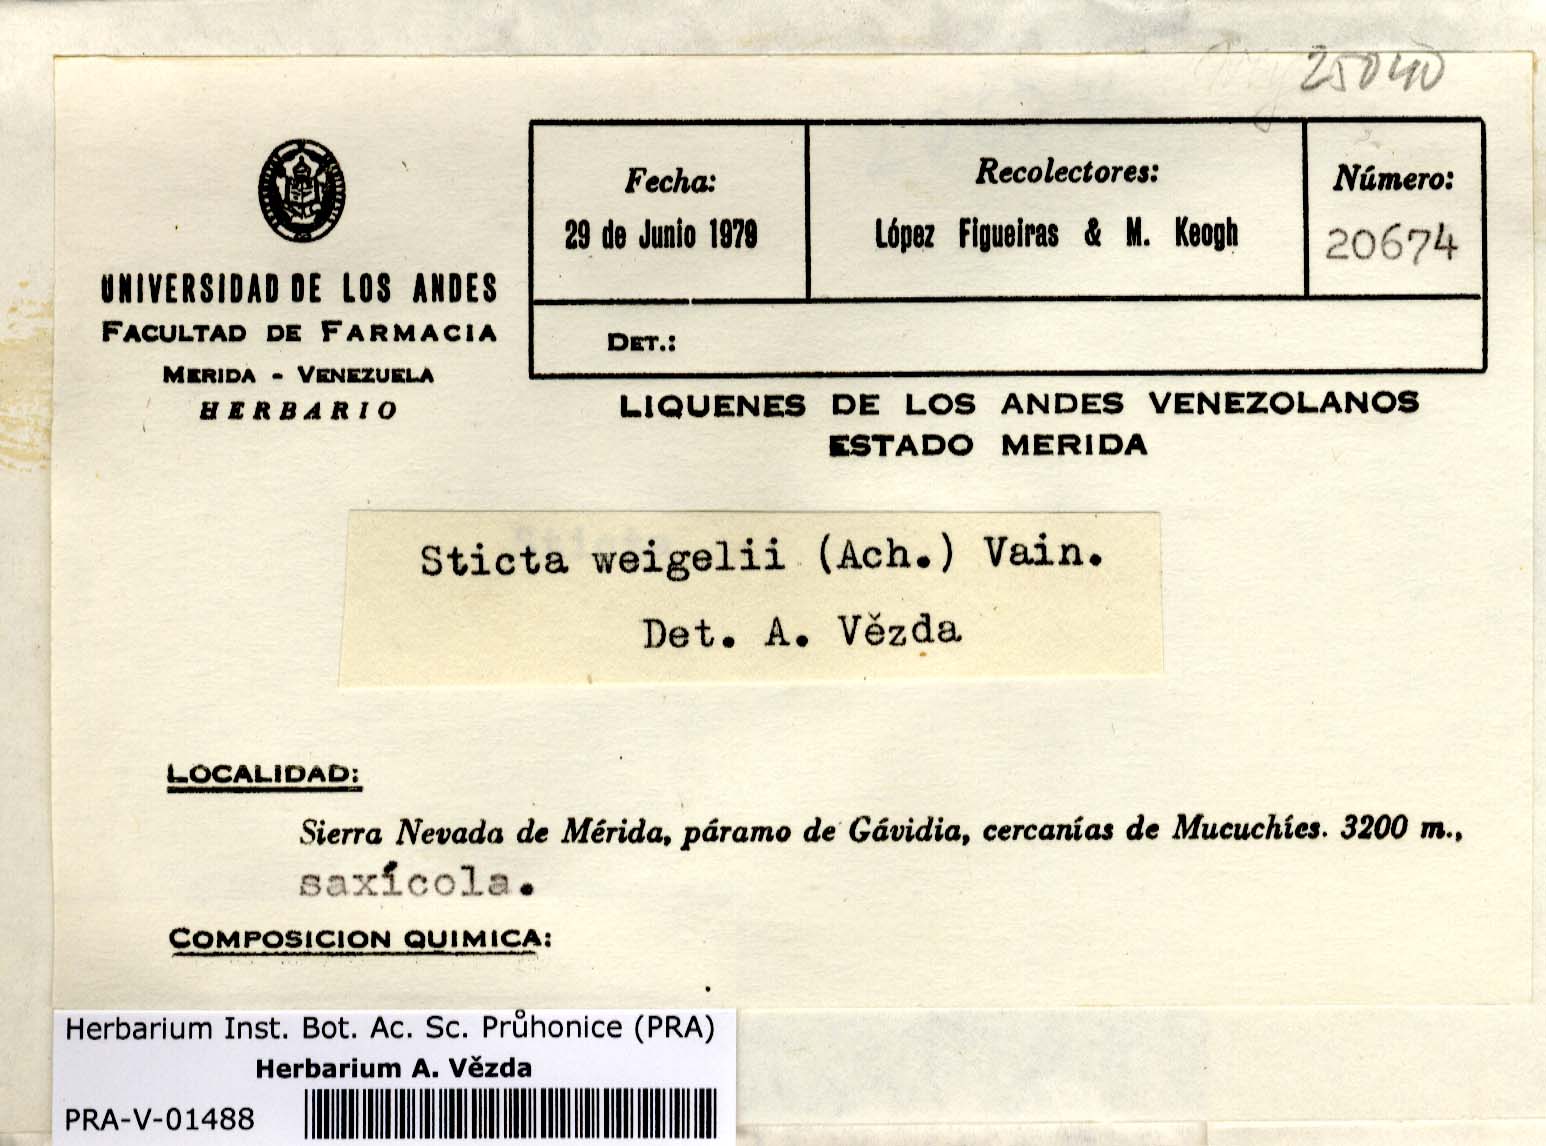 25040
UNIVERSIDAD DE LOS ANDES
FACULTAD DE FARMACIA
MERIDA - VENEZUELA
HERBARIO
Fecha:
29 de Junio 1979
Recolectores:
López Figueiras & M. Keogh
Número:
20674
DET.:
LIQUENES DE LOS ANDES VENEZOLANOS
ESTADO MERIDA
Sticta weigelii (Ach.) Vain.
Det. A. Vězda
LOCALIDAD:
Sierra Nevada de Mérida, páramo de Gávidia, cercanías de Mucuchíes. 3200 m.,
saxícola.
COMPOSICION QUIMICA:
Herbarium Inst. Bot. Ac. Sc. Průhonice (PRA)
Herbarium A. Vězda
PRA-V-01488